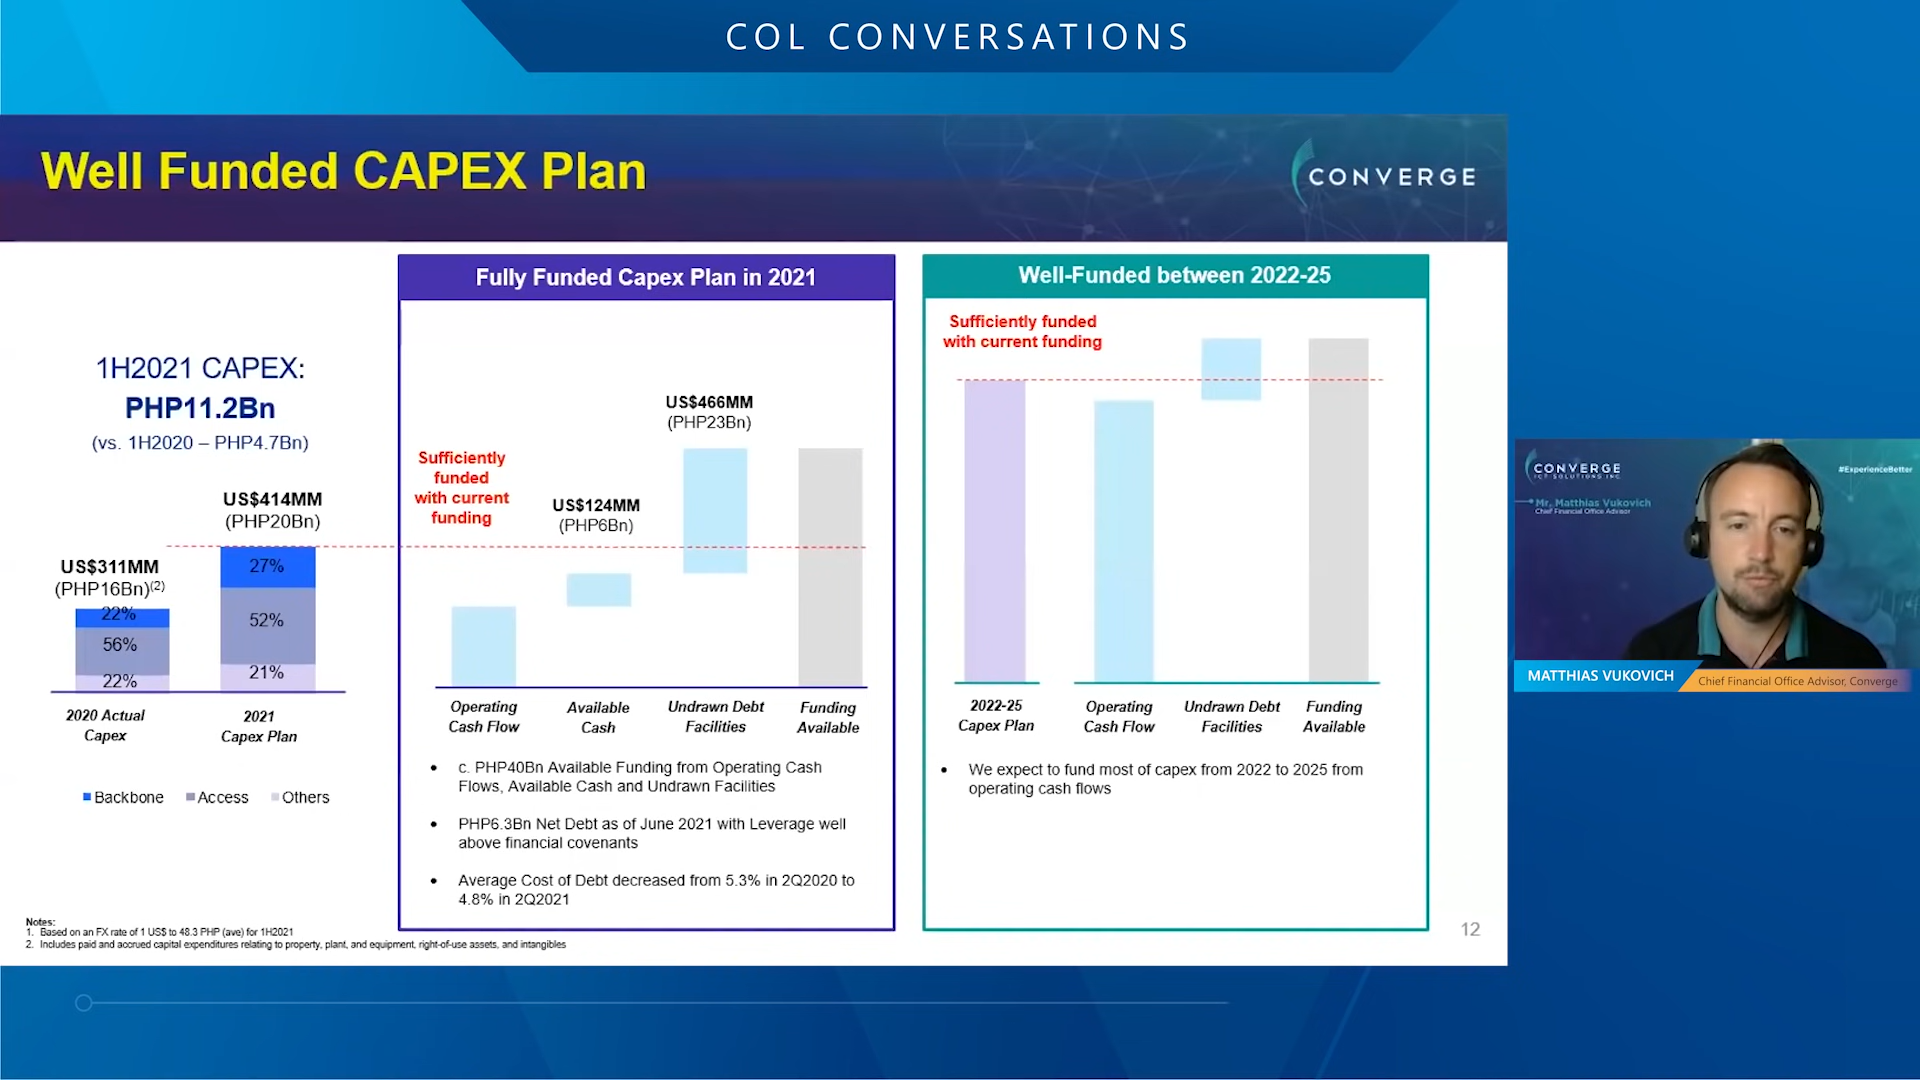 COL CONVERSATIONS
Well Funded CAPEX Plan
CONVERGE
1H2021 CAPEX:
PHP11.2Bn
(vs. 1H2020 – PHP4.7Bn)
US$414MM
(PHP20Bn)
US$311MM
(PHP16Bn)(2)
27%
52%
21%
22%
56%
22%
2020 Actual
Capex
2021
Capex Plan
Backbone Access Others
Fully Funded Capex Plan in 2021
Sufficiently
funded
with current
funding
US$124MM
(PHP6Bn)
US$466MM
(PHP23Bn)
Operating
Cash Flow
Available
Cash
Undrawn Debt
Facilities
Funding
Available
• c. PHP40Bn Available Funding from Operating Cash
Flows, Available Cash and Undrawn Facilities
• PHP6.3Bn Net Debt as of June 2021 with Leverage well
above financial covenants
• Average Cost of Debt decreased from 5.3% in 2Q2020 to
4.8% in 2Q2021
Well-Funded between 2022-25
Sufficiently funded
with current funding
2022-25
Capex Plan
Operating
Cash Flow
Undrawn Debt
Facilities
Funding
Available
• We expect to fund most of capex from 2022 to 2025 from
operating cash flows
Notes:
1. Based on an FX rate of 1 US$ to 48.3 PHP (ave) for 1H2021
2. Includes paid and accrued capital expenditures relating to property, plant, and equipment, right-of-use assets, and intangibles
12
CONVERGE
ICT SOLUTIONS INC.
#ExperienceBetter
Mr. Matthias Vukovich
Chief Financial Office Advisor
MATTHIAS VUKOVICH
Chief Financial Office Advisor, Converge